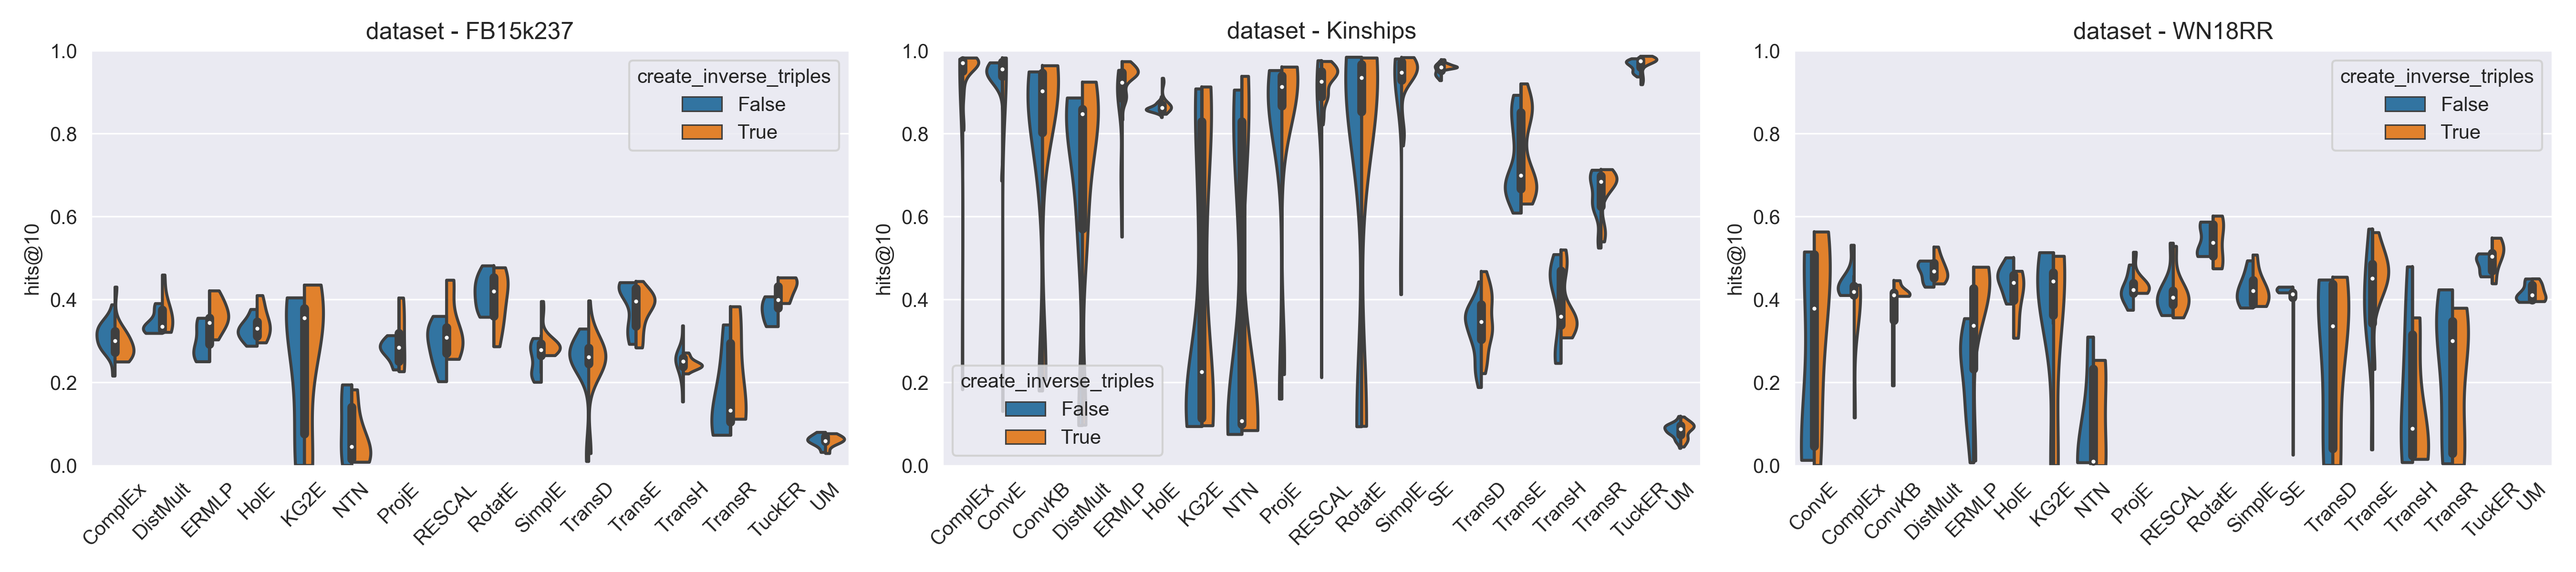 dataset - FB15k237
hits@10
1.0
0.8
0.6
0.4
0.2
0.0
create_inverse_triples
False
True
ComplEx
DistMult
ERMLP
HolE
KG2E
NTN
ProjE
RESCAL
RotatE
SimplE
TransD
TransE
TransH
TransR
TuckER
UM
dataset - Kinships
hits@10
1.0
0.8
0.6
0.4
0.2
0.0
create_inverse_triples
False
True
ComplEx
ConvE
ConvKB
DistMult
ERMLP
HolE
KG2E
NTN
ProjE
RESCAL
RotatE
SimplE
SE
TransD
TransE
TransH
TransR
TuckER
UM
dataset - WN18RR
hits@10
1.0
0.8
0.6
0.4
0.2
0.0
create_inverse_triples
False
True
ConvE
ComplEx
ConvKB
DistMult
ERMLP
HolE
KG2E
NTN
ProjE
RESCAL
RotatE
SimplE
SE
TransD
TransE
TransH
TransR
TuckER
UM